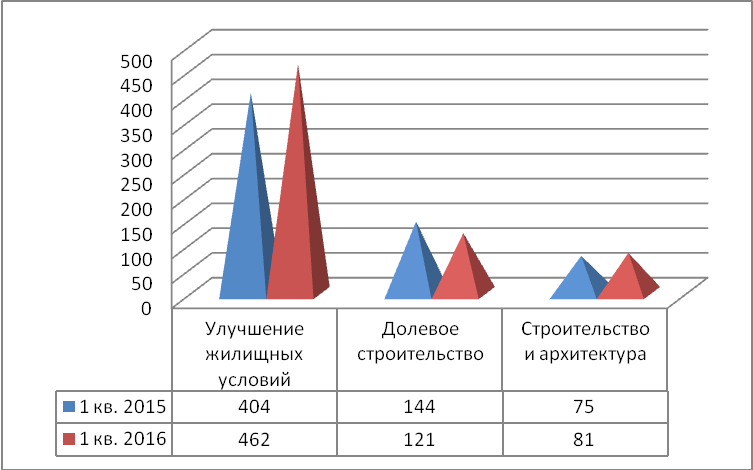 500
450
400
350
300
250
200
150
100
50
0
Улучшение жилищных условий
Долевое строительство
Строительство и архитектура
1 кв. 2015 404 144 75
1 кв. 2016 462 121 81